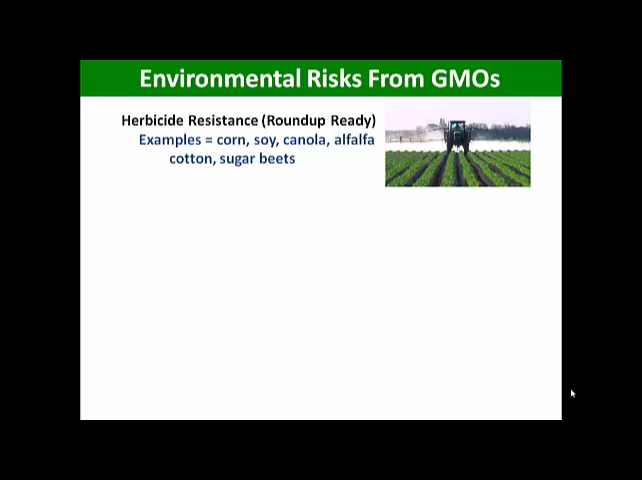 Environmental Risks From GMOs
Herbicide Resistance (Roundup Ready)
Examples = corn, soy, canola, alfalfa
cotton, sugar beets